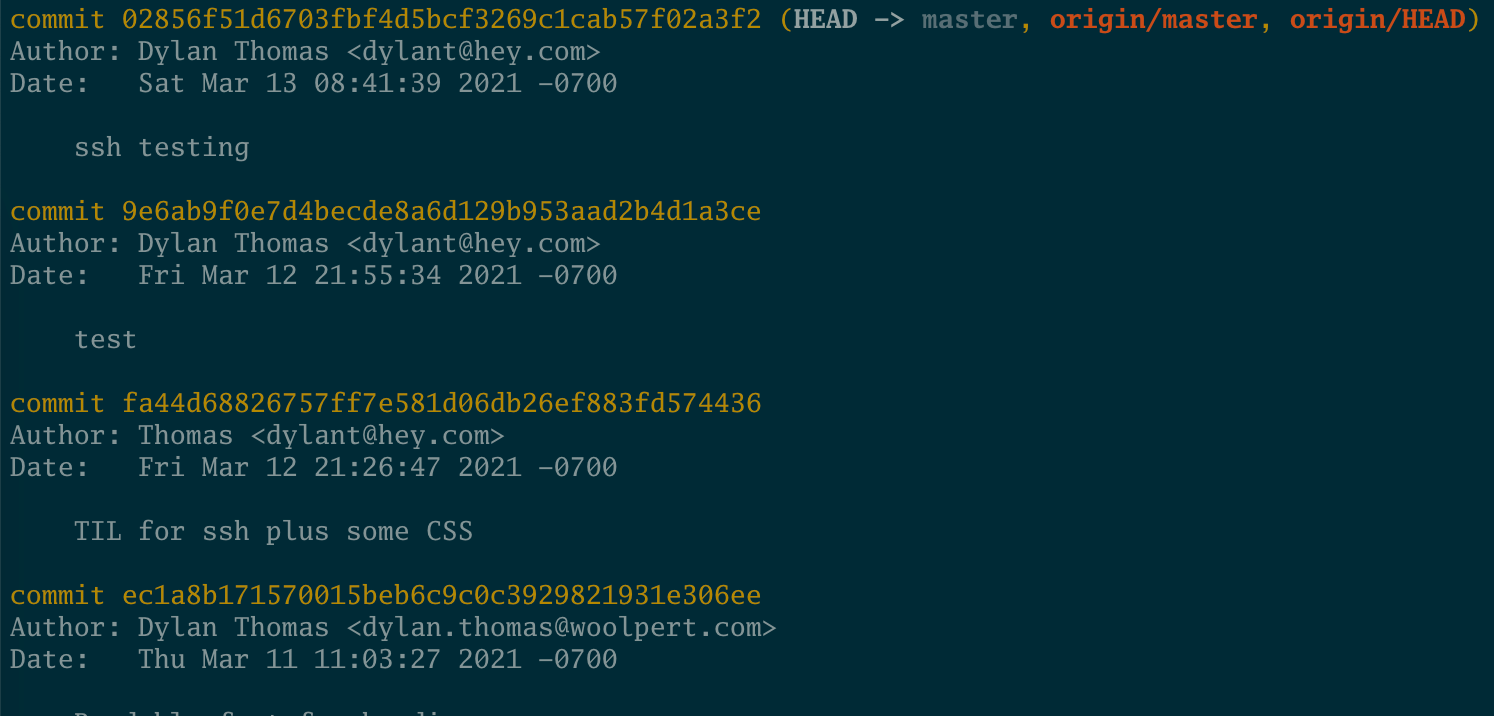 commit 02856f51d6703fbf4d5bcf3269c1cab57f02a3f2 (HEAD -> master, origin/master, origin/HEAD)
Author: Dylan Thomas <dylant@hey.com>
Date:   Sat Mar 13 08:41:39 2021 -0700
ssh testing
commit 9e6ab9f0e7d4becde8a6d129b953aad2b4d1a3ce
Author: Dylan Thomas <dylant@hey.com>
Date:   Fri Mar 12 21:55:34 2021 -0700
test
commit fa44d68826757ff7e581d06db26ef883fd574436
Author: Thomas <dylant@hey.com>
Date:   Fri Mar 12 21:26:47 2021 -0700
TIL for ssh plus some CSS
commit ec1a8b171570015beb6c9c0c3929821931e306ee
Author: Dylan Thomas <dylan.thomas@woolpert.com>
Date:   Thu Mar 11 11:03:27 2021 -0700